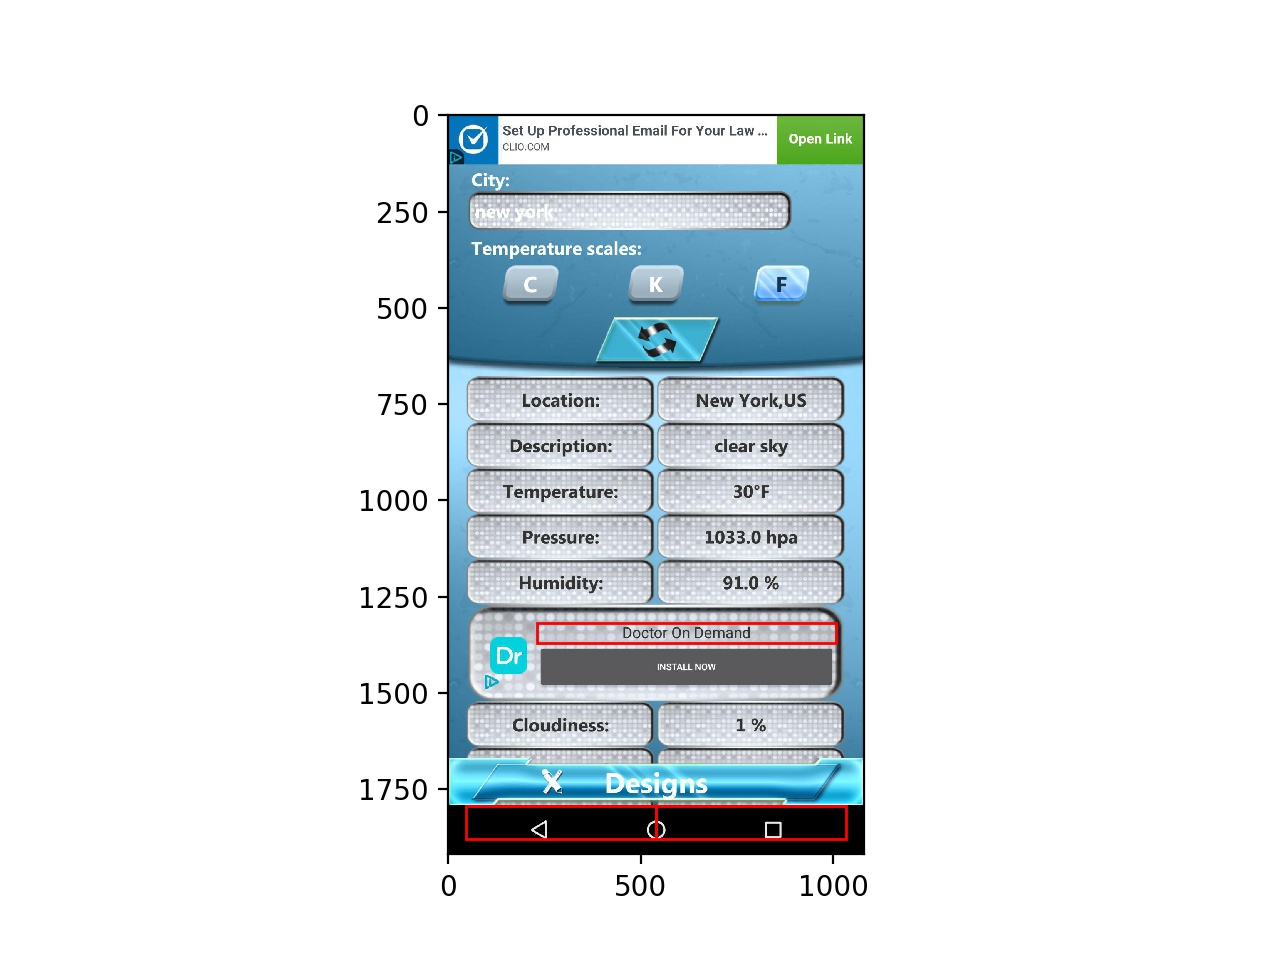 0
250
500
750
1000
1250
1500
1750
0 500 1000
Set Up Professional Email For Your Law ...
CLIO.COM
Open Link
City:
new york
Temperature scales:
C K F
Location: New York,US
Description: clear sky
Temperature: 30°F
Pressure: 1033.0 hpa
Humidity: 91.0 %
Doctor On Demand
Dr
INSTALL NOW
Cloudiness: 1 %
Designs